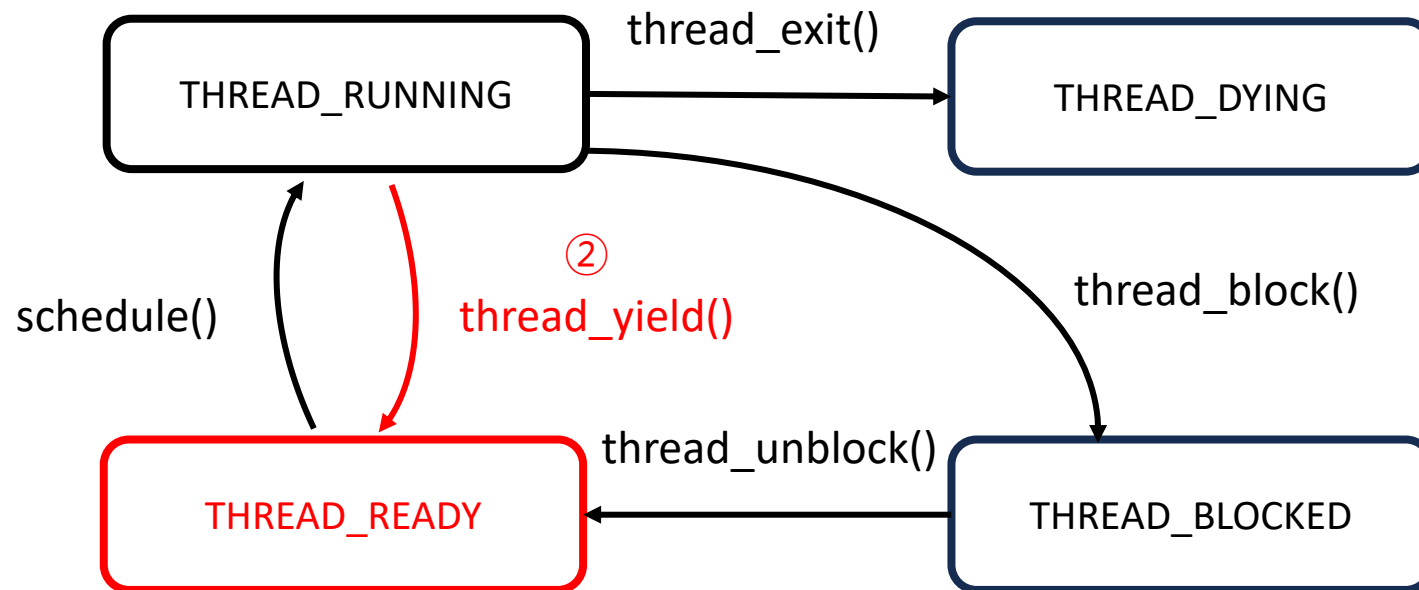 thread_exit()
THREAD_RUNNING
THREAD_DYING
②
schedule()
thread_yield()
thread_block()
thread_unblock()
THREAD_READY
THREAD_BLOCKED